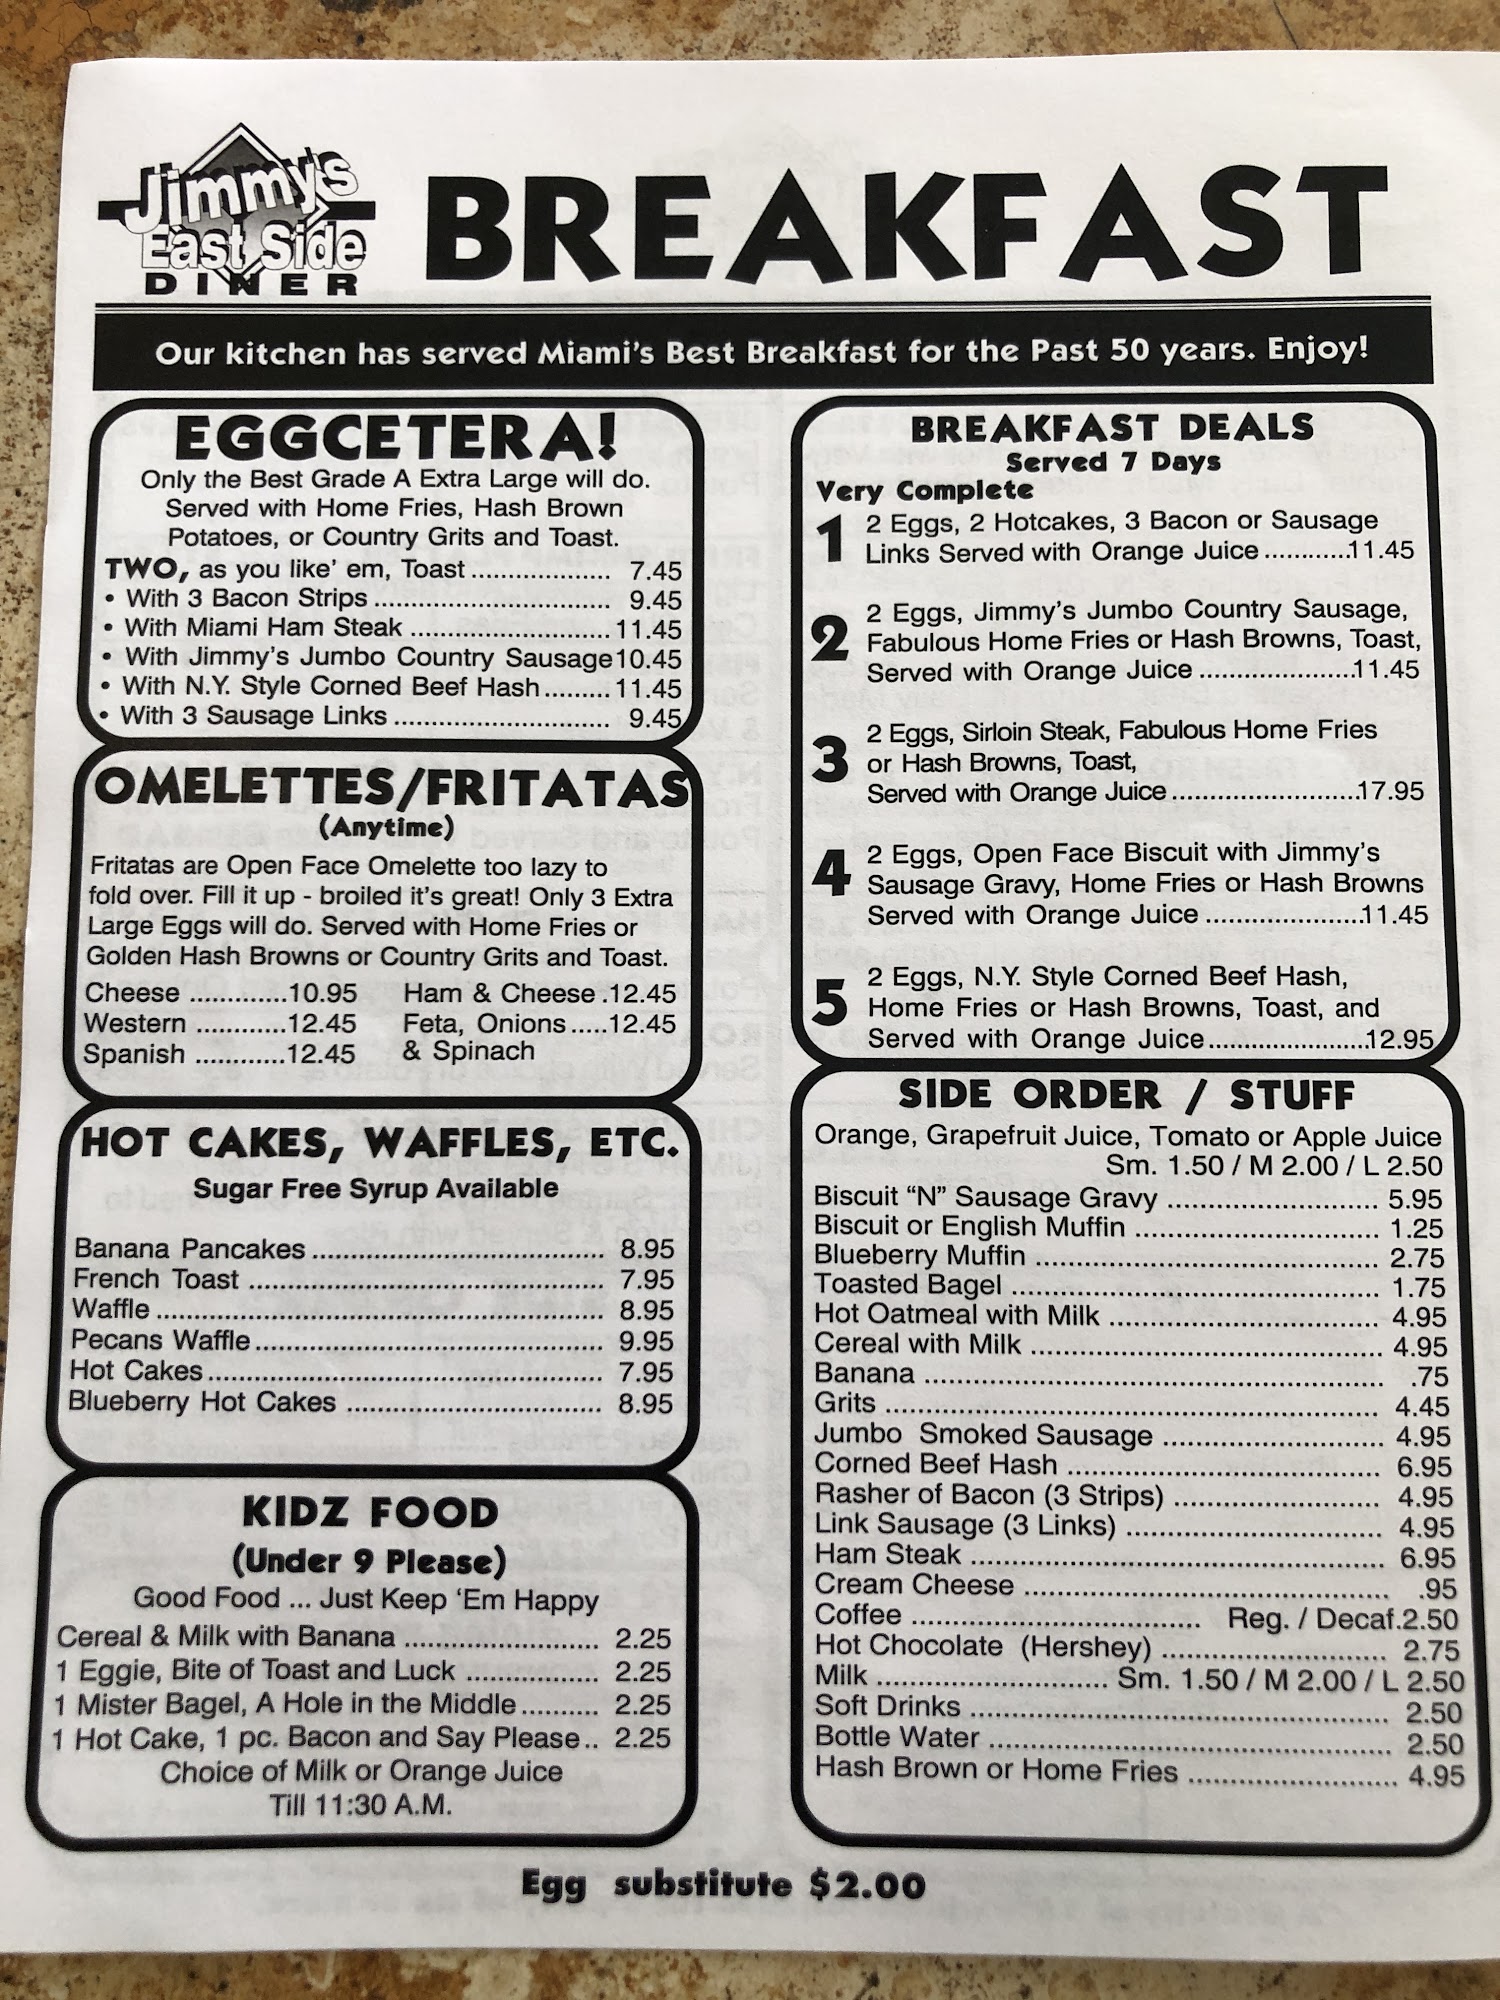 Jimmy's
East Side
DINER
BREAKFAST
Our kitchen has served Miami's Best Breakfast for the Past 50 years. Enjoy!
EGGCETERA!
Only the Best Grade A Extra Large will do.
Served with Home Fries, Hash Brown
Potatoes, or Country Grits and Toast.
TWO, as you like' em, Toast .................. 7.45
• With 3 Bacon Strips .............................. 9.45
• With Miami Ham Steak ..........................11.45
• With Jimmy's Jumbo Country Sausage10.45
• With N.Y. Style Corned Beef Hash.........11.45
• With 3 Sausage Links ............................ 9.45
OMELETTES/FRITATAS
(Anytime)
Fritatas are Open Face Omelette too lazy to
fold over. Fill it up - broiled it's great! Only 3 Extra
Large Eggs will do. Served with Home Fries or
Golden Hash Browns or Country Grits and Toast.
Cheese .............10.95
Western ............12.45
Spanish ............12.45
Ham & Cheese.12.45
Feta, Onions.....12.45
& Spinach
HOT CAKES, WAFFLES, ETC.
Sugar Free Syrup Available
Banana Pancakes ...................................... 8.95
French Toast .............................................. 7.95
Waffle .......................................................... 8.95
Pecans Waffle ............................................. 9.95
Hot Cakes ................................................... 7.95
Blueberry Hot Cakes .................................. 8.95
KIDZ FOOD
(Under 9 Please)
Good Food ... Just Keep 'Em Happy
Cereal & Milk with Banana ......................... 2.25
1 Eggie, Bite of Toast and Luck ................. 2.25
1 Mister Bagel, A Hole in the Middle.......... 2.25
1 Hot Cake, 1 pc. Bacon and Say Please.. 2.25
Choice of Milk or Orange Juice
Till 11:30 A.M.
BREAKFAST DEALS
Served 7 Days
Very Complete
1 2 Eggs, 2 Hotcakes, 3 Bacon or Sausage
Links Served with Orange Juice............11.45
2 2 Eggs, Jimmy's Jumbo Country Sausage,
Fabulous Home Fries or Hash Browns, Toast,
Served with Orange Juice ......................11.45
3 2 Eggs, Sirloin Steak, Fabulous Home Fries
or Hash Browns, Toast,
Served with Orange Juice.........................17.95
4 2 Eggs, Open Face Biscuit with Jimmy's
Sausage Gravy, Home Fries or Hash Browns
Served with Orange Juice ......................11.45
5 2 Eggs, N.Y. Style Corned Beef Hash,
Home Fries or Hash Browns, Toast, and
Served with Orange Juice.......................12.95
SIDE ORDER / STUFF
Orange, Grapefruit Juice, Tomato or Apple Juice
Sm. 1.50 / M 2.00 / L 2.50
Biscuit "N" Sausage Gravy ........................... 5.95
Biscuit or English Muffin ............................... 1.25
Blueberry Muffin ............................................ 2.75
Toasted Bagel ............................................... 1.75
Hot Oatmeal with Milk ................................... 4.95
Cereal with Milk ............................................. 4.95
Banana .......................................................... .75
Grits ............................................................... 4.45
Jumbo Smoked Sausage ............................. 4.95
Corned Beef Hash ......................................... 6.95
Rasher of Bacon (3 Strips) ........................... 4.95
Link Sausage (3 Links) ................................. 4.95
Ham Steak ..................................................... 6.95
Cream Cheese ............................................... .95
Coffee ..................................... Reg. / Decaf.2.50
Hot Chocolate (Hershey) ............................. 2.75
Milk ............................. Sm. 1.50 / M 2.00 / L 2.50
Soft Drinks ..................................................... 2.50
Bottle Water ................................................... 2.50
Hash Brown or Home Fries .......................... 4.95
Egg substitute $2.00